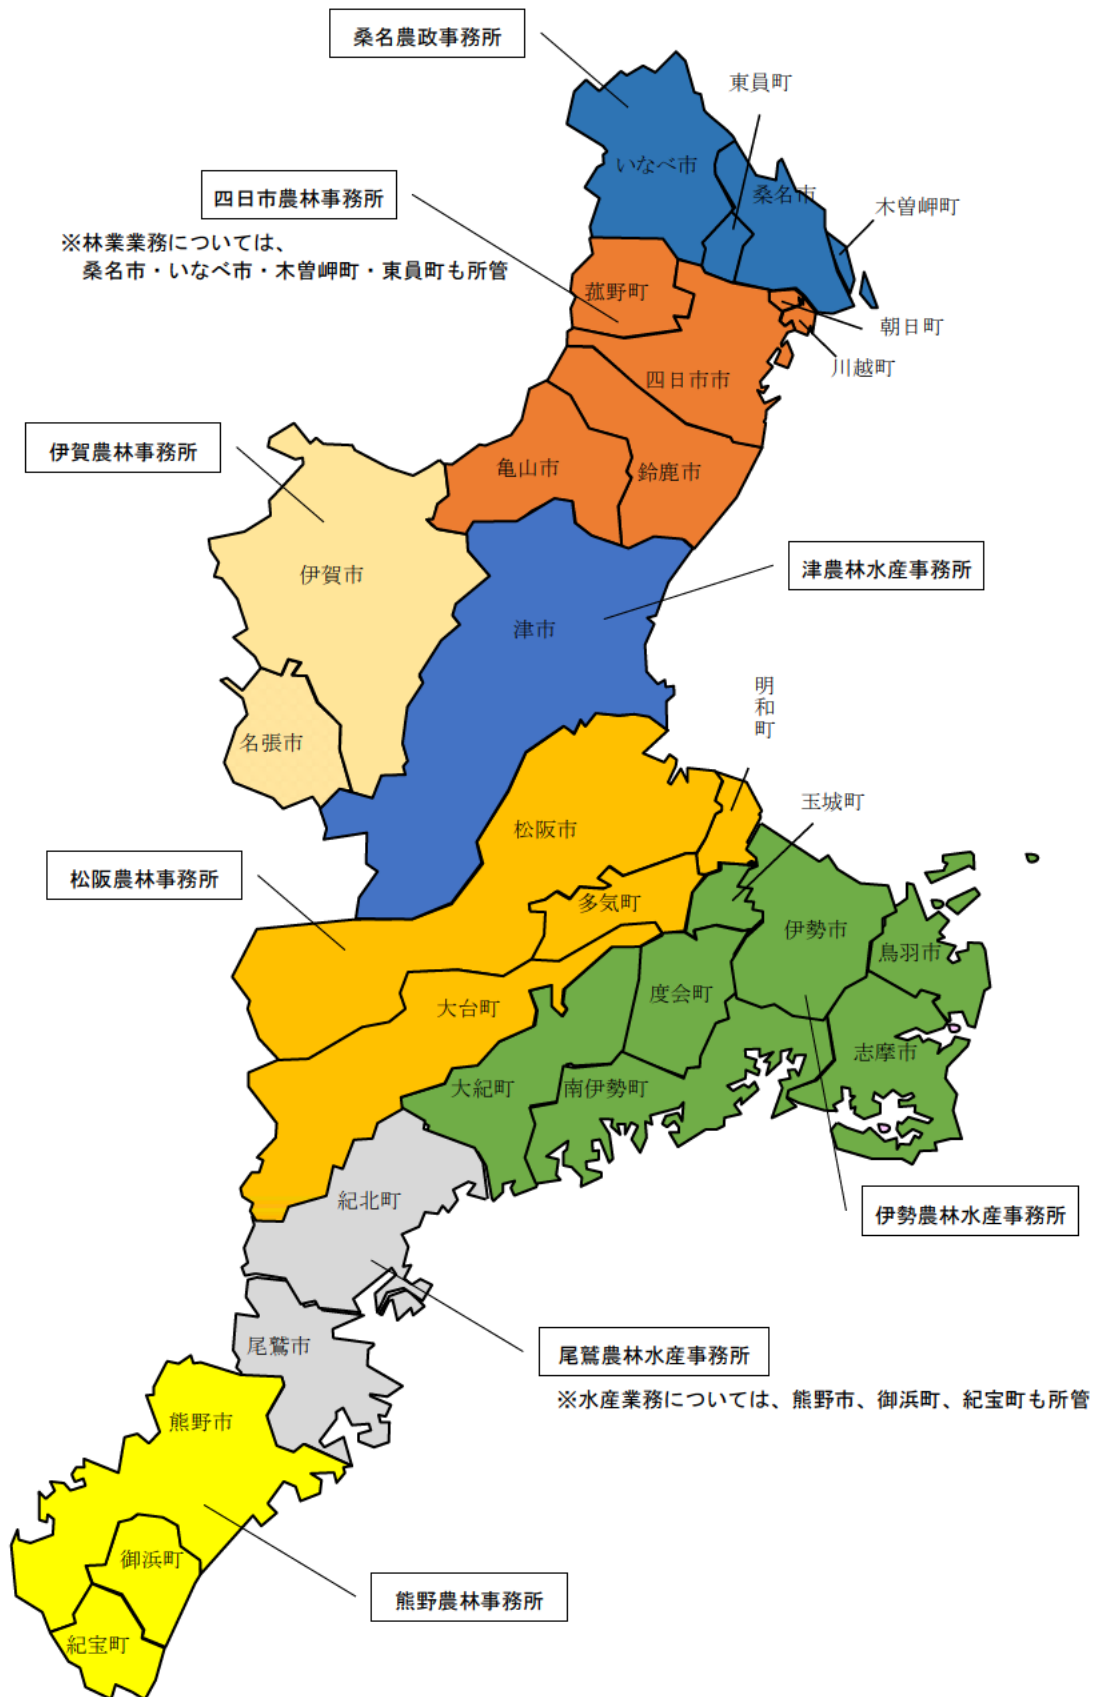 桑名農政事務所
東員町
いなべ市
桑名市
木曽岬町
四日市農林事務所
※林業業務については、
桑名市・いなべ市・木曽岬町・東員町も所管
菰野町
朝日町
川越町
四日市市
伊賀農林事務所
亀山市
鈴鹿市
伊賀市
津農林水産事務所
津市
明和町
名張市
玉城町
松阪市
松阪農林事務所
多気町
伊勢市
鳥羽市
度会町
大台町
志摩市
大紀町
南伊勢町
紀北町
伊勢農林水産事務所
尾鷲市
尾鷲農林水産事務所
※水産業務については、熊野市、御浜町、紀宝町も所管
熊野市
御浜町
熊野農林事務所
紀宝町